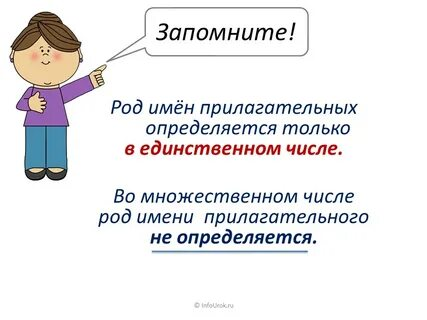 Запомните!
Род имён прилагательных
определяется только
в единственном числе.
Во множественном числе
род имени прилагательного
не определяется.
© InfoUrok.ru